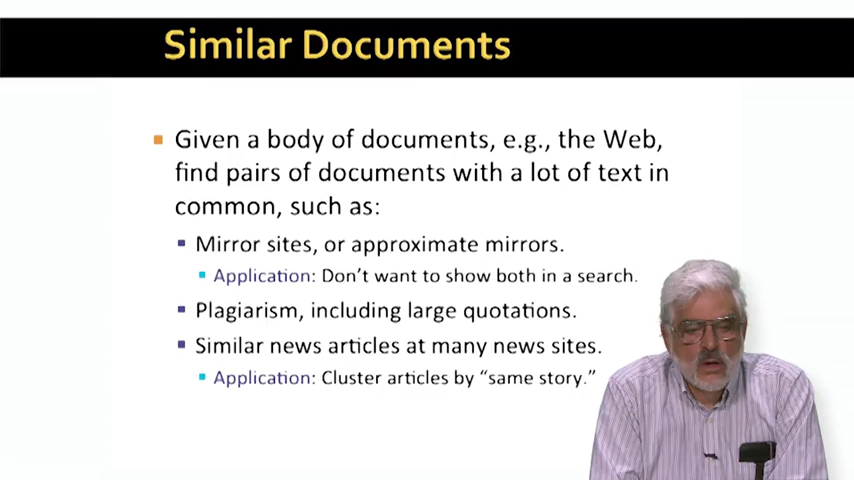 Similar Documents
Given a body of documents, e.g., the Web,
find pairs of documents with a lot of text in
common, such as:
Mirror sites, or approximate mirrors.
Application: Don’t want to show both in a search.
Plagiarism, including large quotations.
Similar news articles at many news sites.
Application: Cluster articles by “same story.”